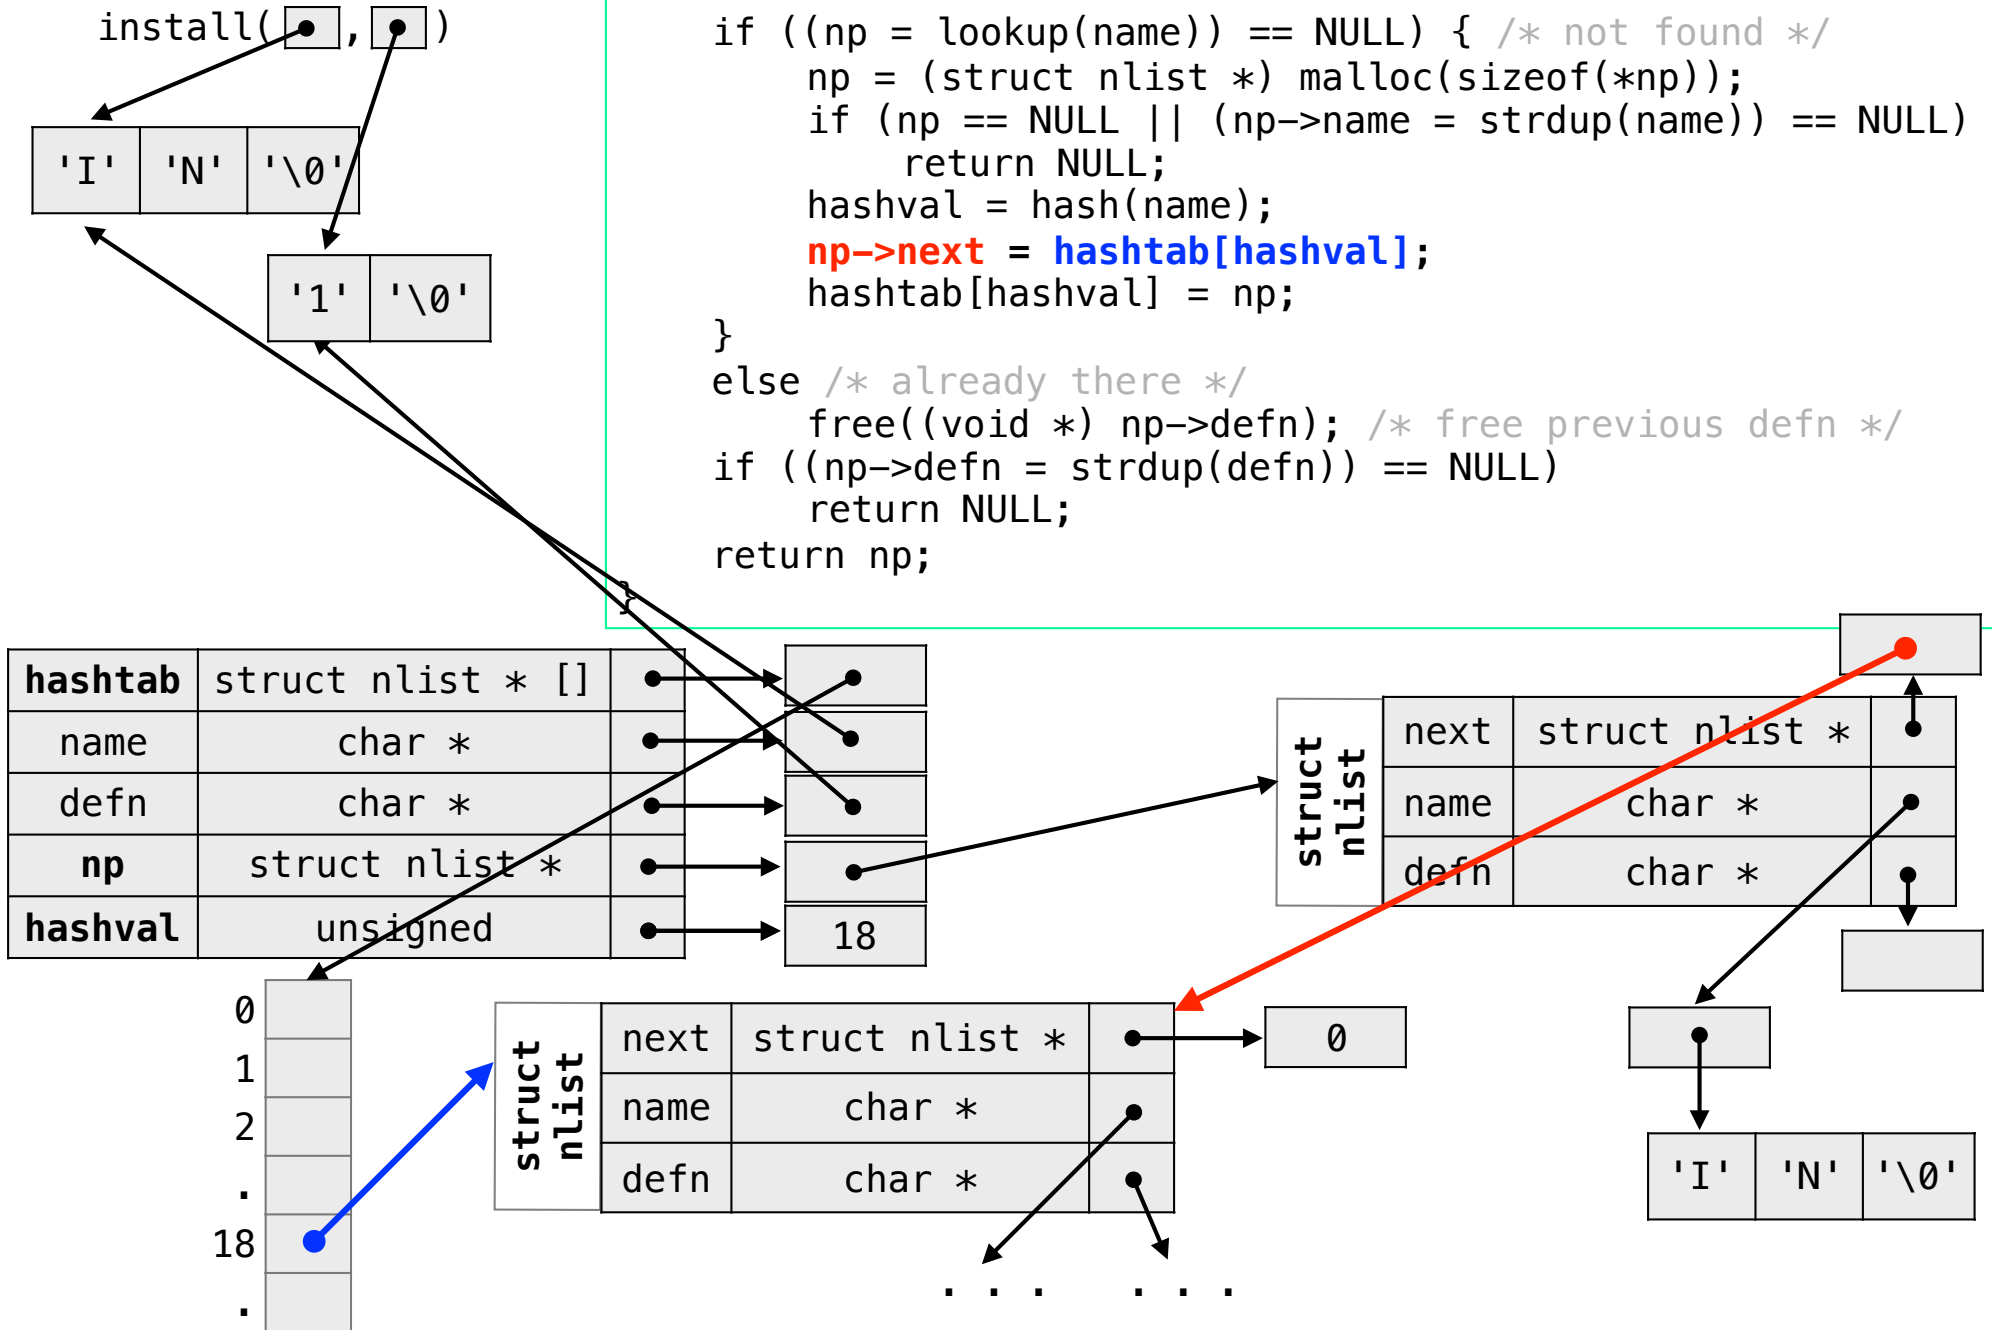 install( , )
'I' 'N' '\0'
'1' '\0'
if ((np = lookup(name)) == NULL) { /* not found */
np = (struct nlist *) malloc(sizeof(*np));
if (np == NULL || (np->name = strdup(name)) == NULL)
return NULL;
hashval = hash(name);
np->next = hashtab[hashval];
hashtab[hashval] = np;
}
else /* already there */
free((void *) np->defn); /* free previous defn */
if ((np->defn = strdup(defn)) == NULL)
return NULL;
return np;
}
hashtab struct nlist * []
name char *
defn char *
np struct nlist *
hashval unsigned 18
struct
nlist
next struct nlist *
name char *
defn char *
0
1
2
.
18
.
struct
nlist
next struct nlist * 0
name char *
defn char *
. . . . . .
'I' 'N' '\0'